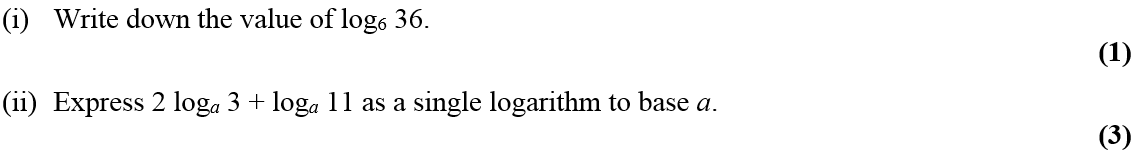 (i) Write down the value of log₆ 36.
(1)
(ii) Express 2 logₐ 3 + logₐ 11 as a single logarithm to base a.
(3)